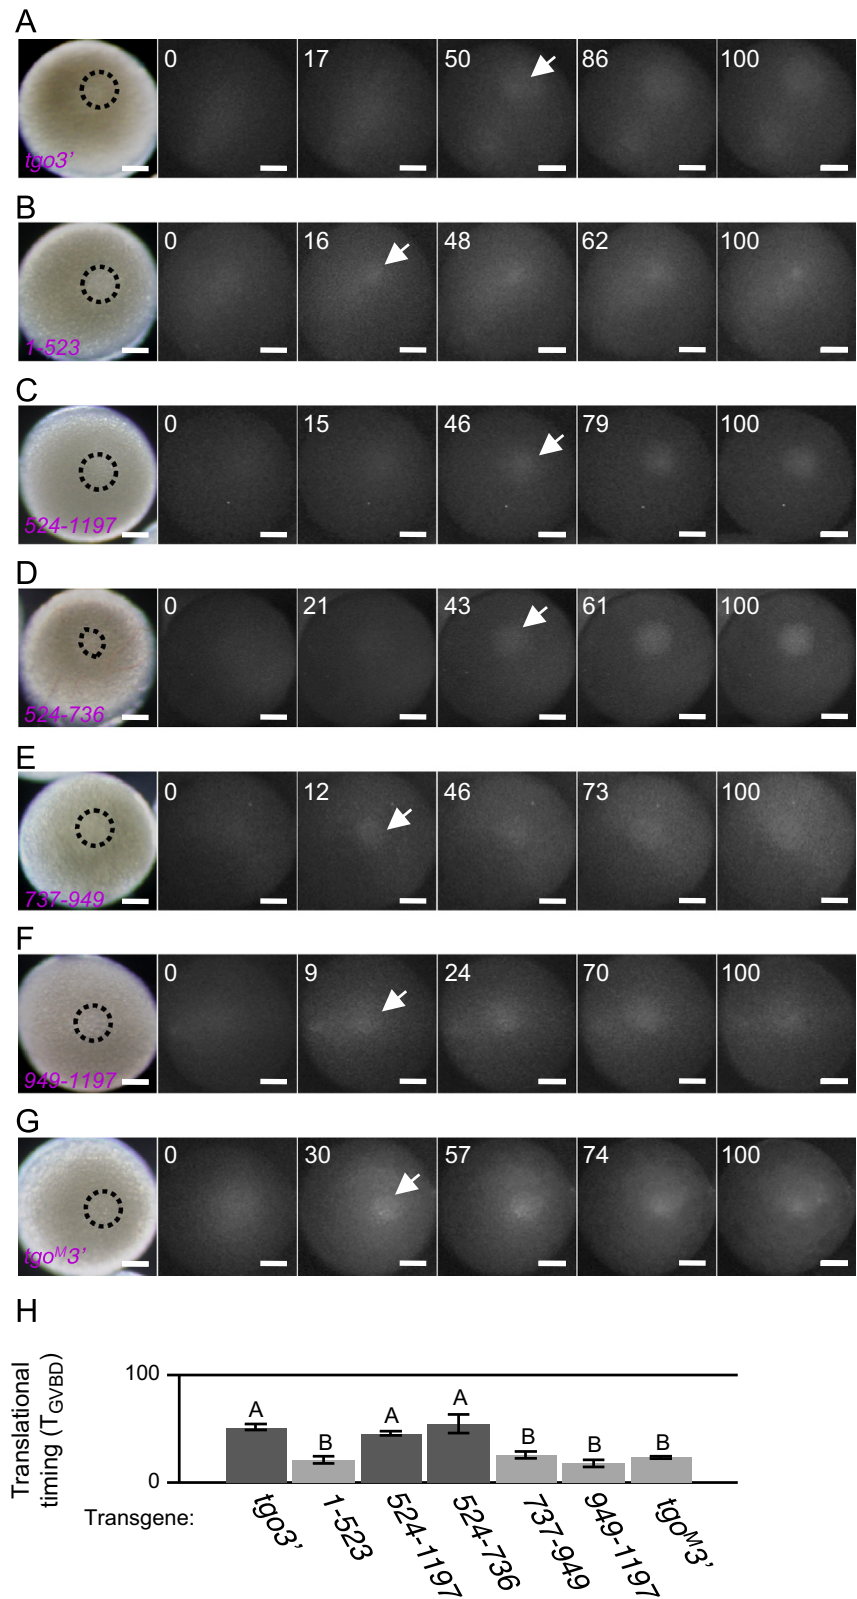 A
tgo3’
0 17 50 86 100
B
1-523
0 16 48 62 100
C
524-1197
0 15 46 79 100
D
524-736
0 21 43 61 100
E
737-949
0 12 46 73 100
F
949-1197
0 9 24 70 100
G
tgoM3’
0 30 57 74 100
H
Translational
timing (TGVBD)
100
0
A B A A B B B
Transgene:
tgo3’
1-523
524-1197
524-736
737-949
949-1197
tgoM3’